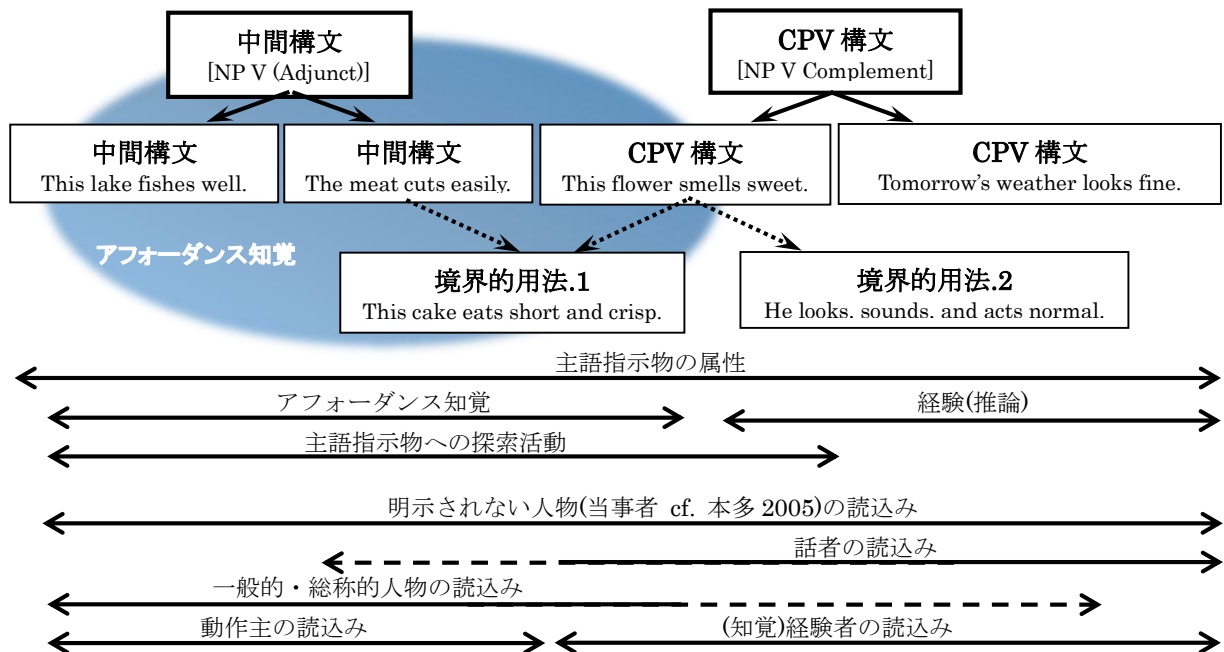 中間構文
[NP V (Adjunct)]
CPV 構文
[NP V Complement]
中間構文
This lake fishes well.
中間構文
The meat cuts easily.
CPV 構文
This flower smells sweet.
CPV 構文
Tomorrow's weather looks fine.
アフォーダンス知覚
境界的用法.1
This cake eats short and crisp.
境界的用法.2
He looks. sounds. and acts normal.
主語指示物の属性
アフォーダンス知覚
経験(推論)
主語指示物への探索活動
明示されない人物(当事者 cf. 本多 2005)の読込み
話者の読込み
一般的・総称的人物の読込み
動作主の読込み
(知覚)経験者の読込み